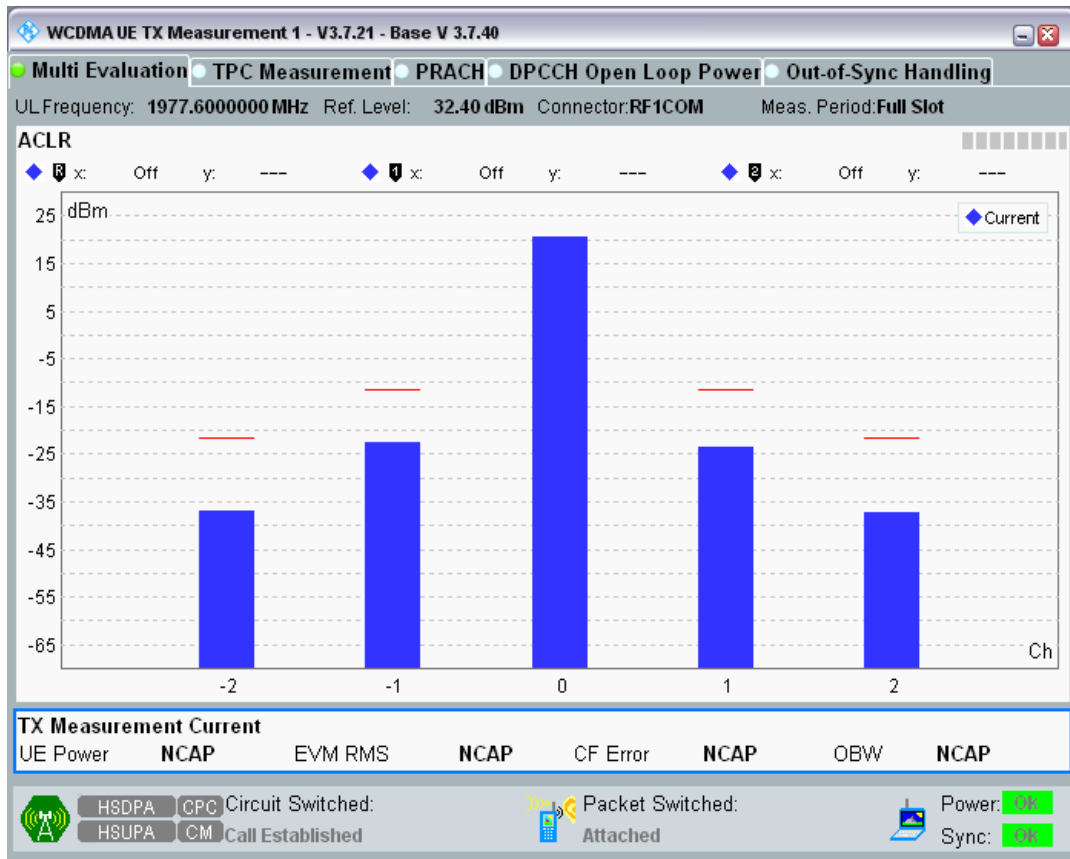 WCDMA UE TX Measurement 1 - V3.7.21 - Base V 3.7.40
Multi Evaluation TPC Measurement PRACH DPCCH Open Loop Power Out-of-Sync Handling
UL Frequency: 1977.6000000 MHz Ref. Level: 32.40 dBm Connector:RF1COM Meas. Period:Full Slot
ACLR
R x: Off y: --- 1 x: Off y: --- 2 x: Off y: ---
25 dBm Current
15
5
-5
-15
-25
-35
-45
-55
-65 Ch
-2 -1 0 1 2
TX Measurement Current
UE Power NCAP EVM RMS NCAP CF Error NCAP OBW NCAP
HSDPA CPC Circuit Switched: Packet Switched: Power: Ok
HSUPA CM Call Established Attached Sync: Ok